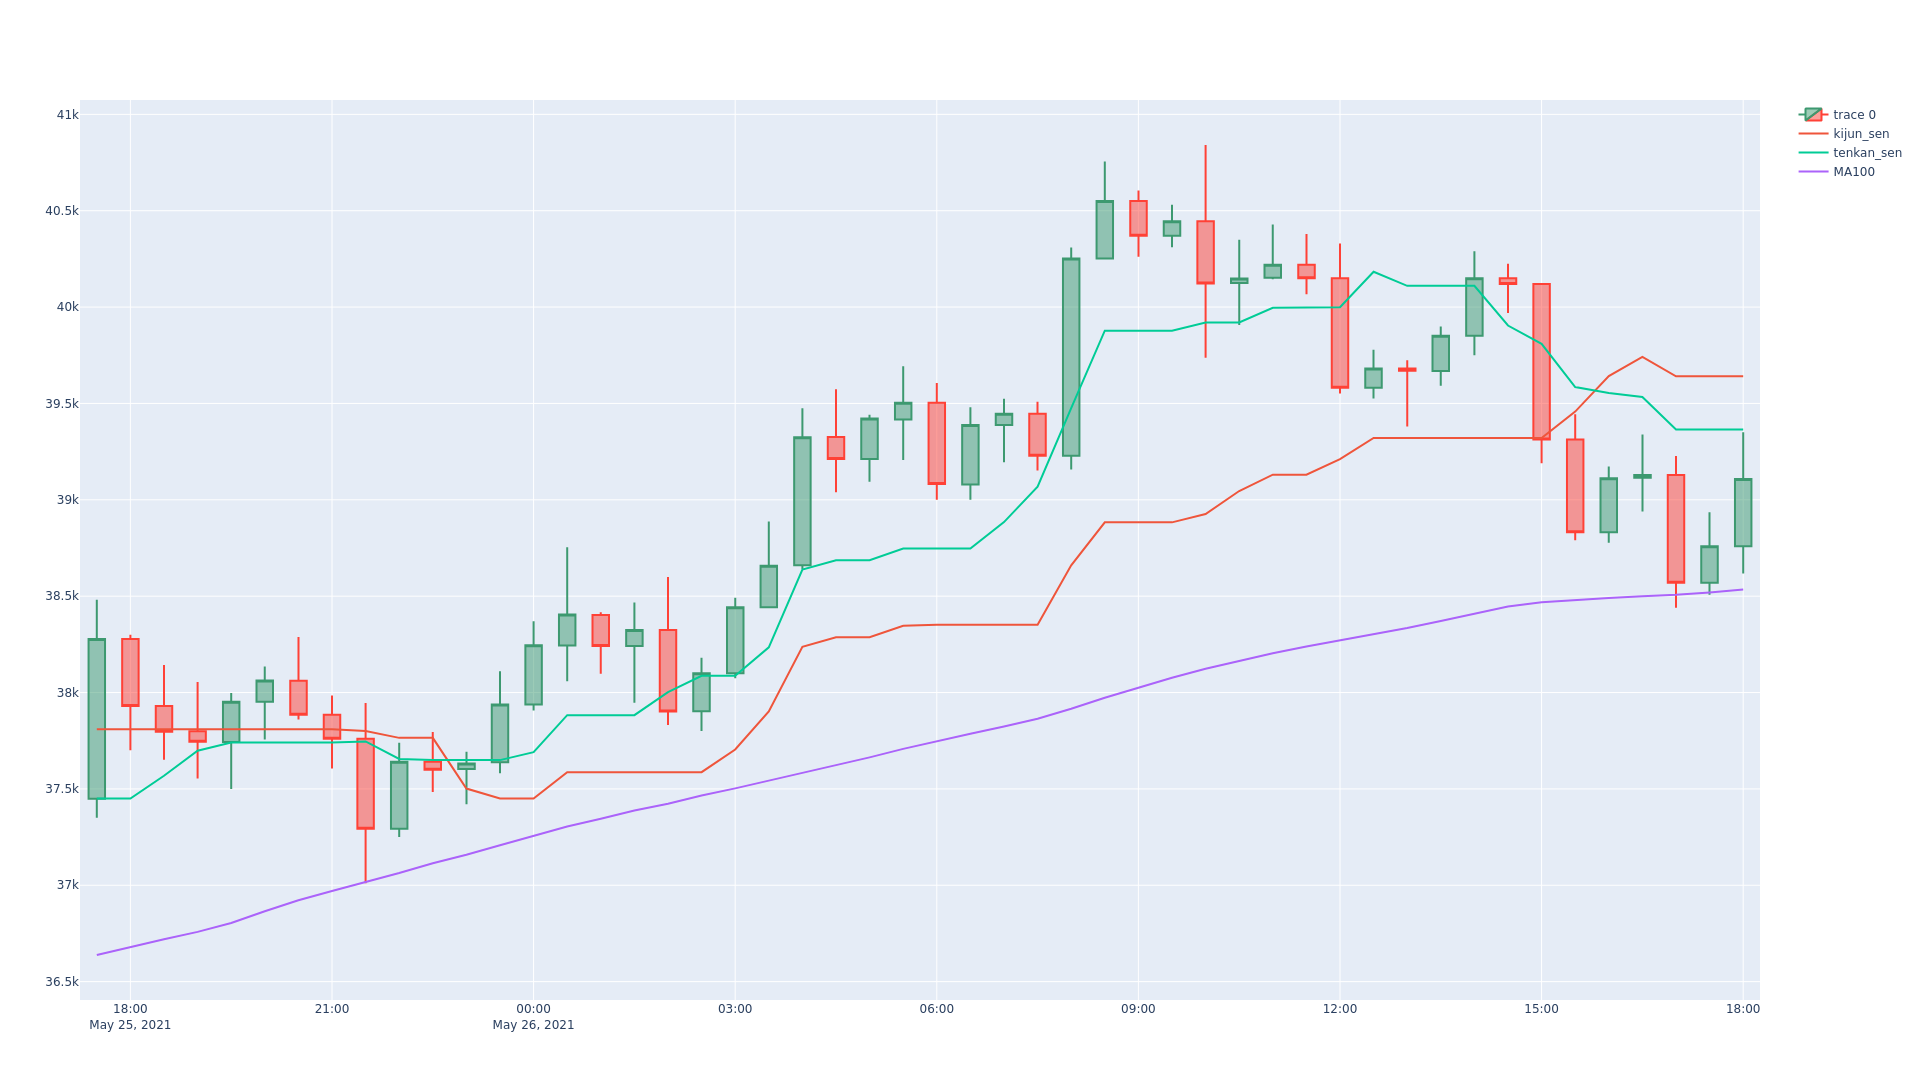 41k
40.5k
40k
39.5k
39k
38.5k
38k
37.5k
37k
36.5k
18:00 21:00 00:00 03:00 06:00 09:00 12:00 15:00 18:00
May 25, 2021 May 26, 2021
trace 0
kijun_sen
tenkan_sen
MA100